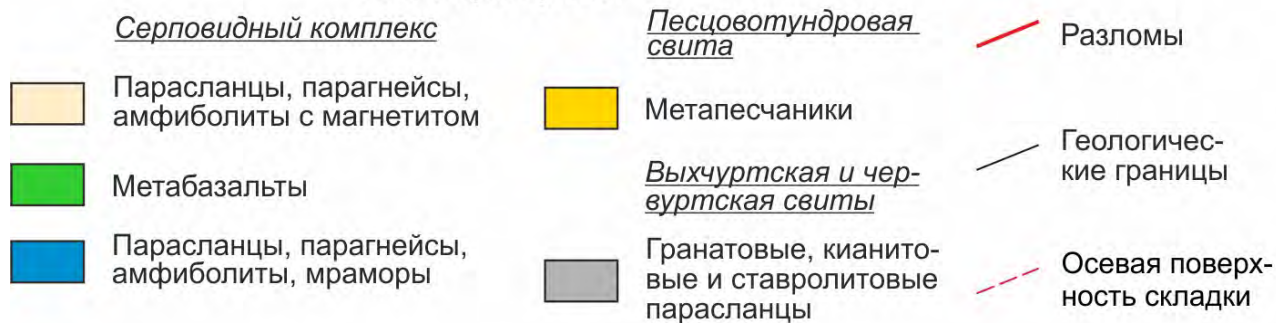 Серповидный комплекс
Парасланцы, парагнейсы,
амфиболиты с магнетитом
Метабазальты
Парасланцы, парагнейсы,
амфиболиты, мраморы
Песцовотундровая
свита
Метапесчаники
Выхчуртская и чер-
вуртская свиты
Гранатовые, кианито-
вые и ставролитовые
парасланцы
Разломы
Геологичес-
кие границы
Осевая поверх-
ность складки